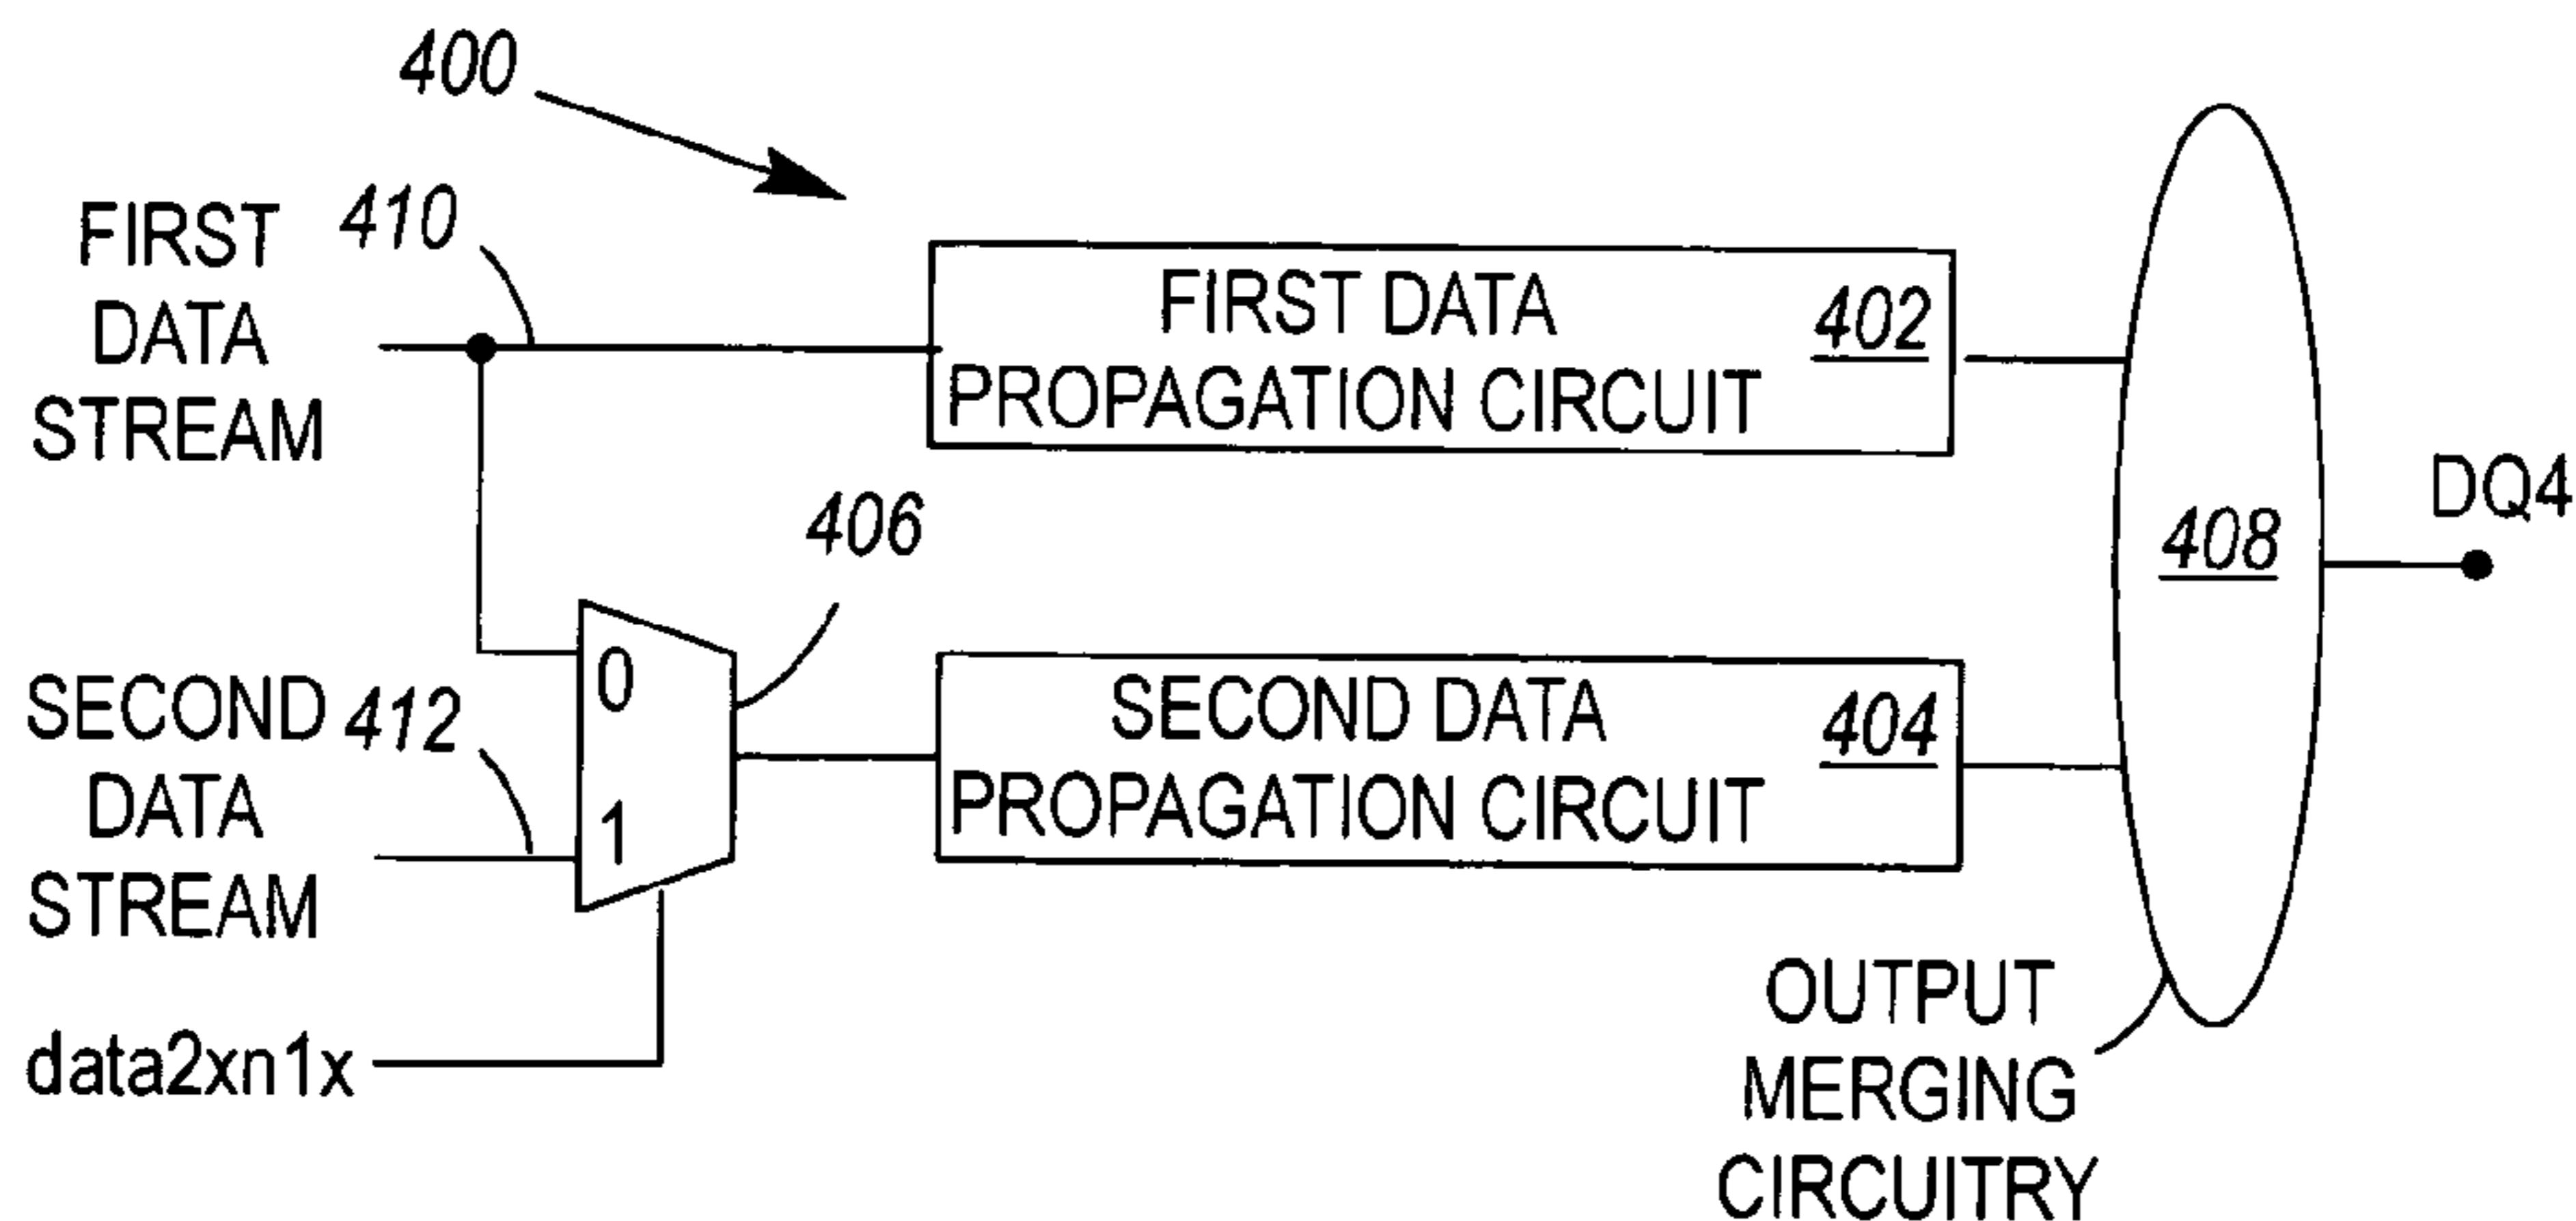 400
FIRST
DATA
STREAM
410
FIRST DATA
PROPAGATION CIRCUIT
402
406
408
DQ4
SECOND
DATA
STREAM
412
0
1
SECOND DATA
PROPAGATION CIRCUIT
404
data2xn1x
OUTPUT
MERGING
CIRCUITRY